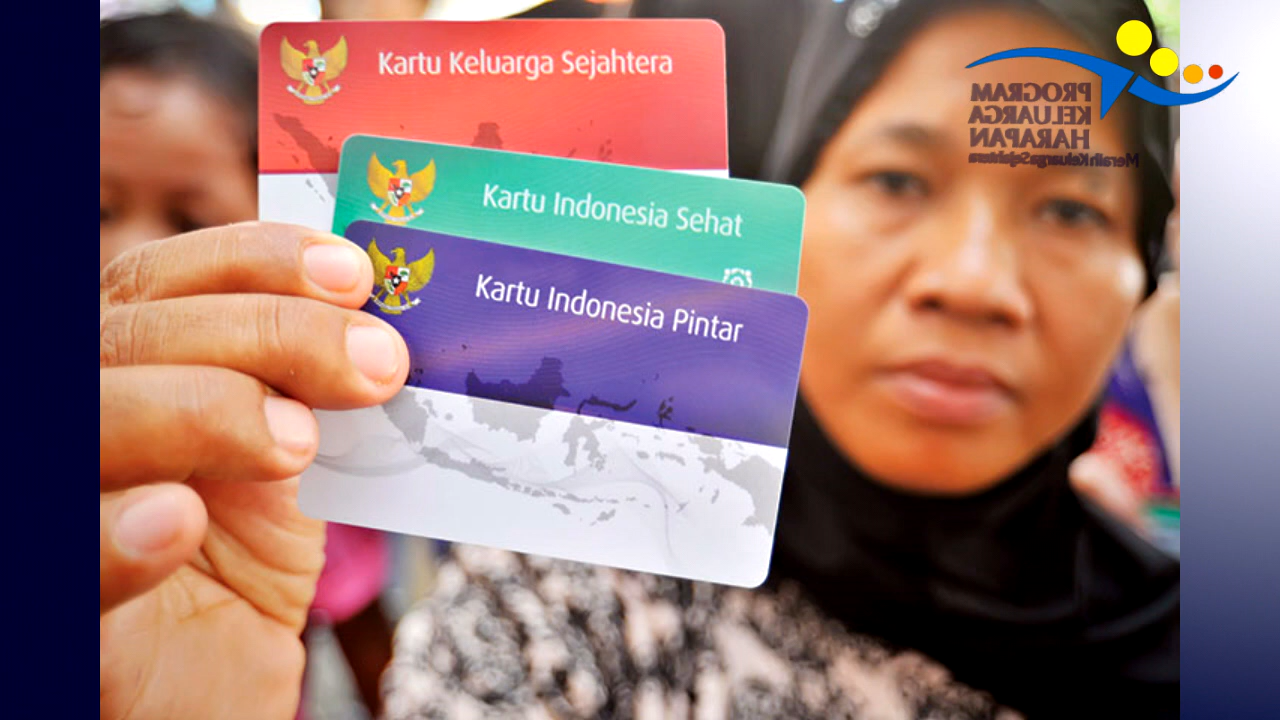 Kartu Keluarga Sejahtera
Kartu Indonesia Sehat
Kartu Indonesia Pintar
PROGRAM
KELUARGA
HARAPAN
Meraih Keluarga Sejahtera